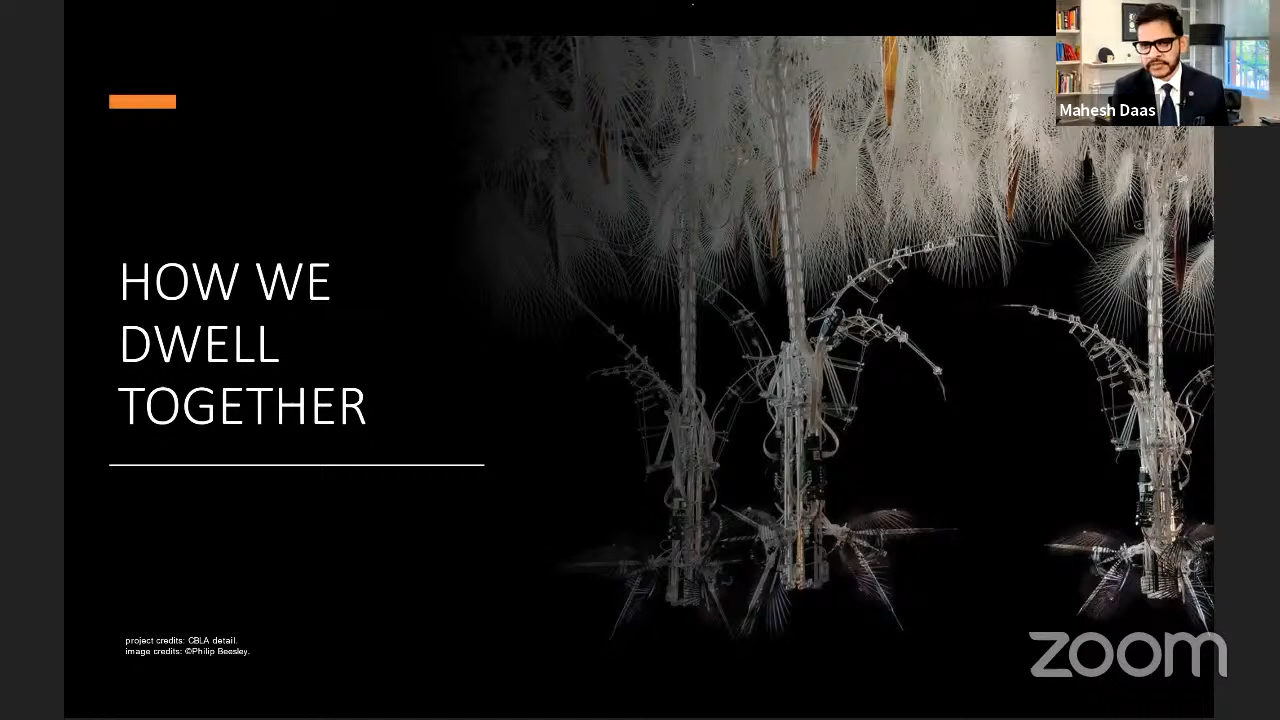 Mahesh Daas
HOW WE
DWELL
TOGETHER
project credits: CBLA detail.
image credits: ©Philip Beesley.
zoom